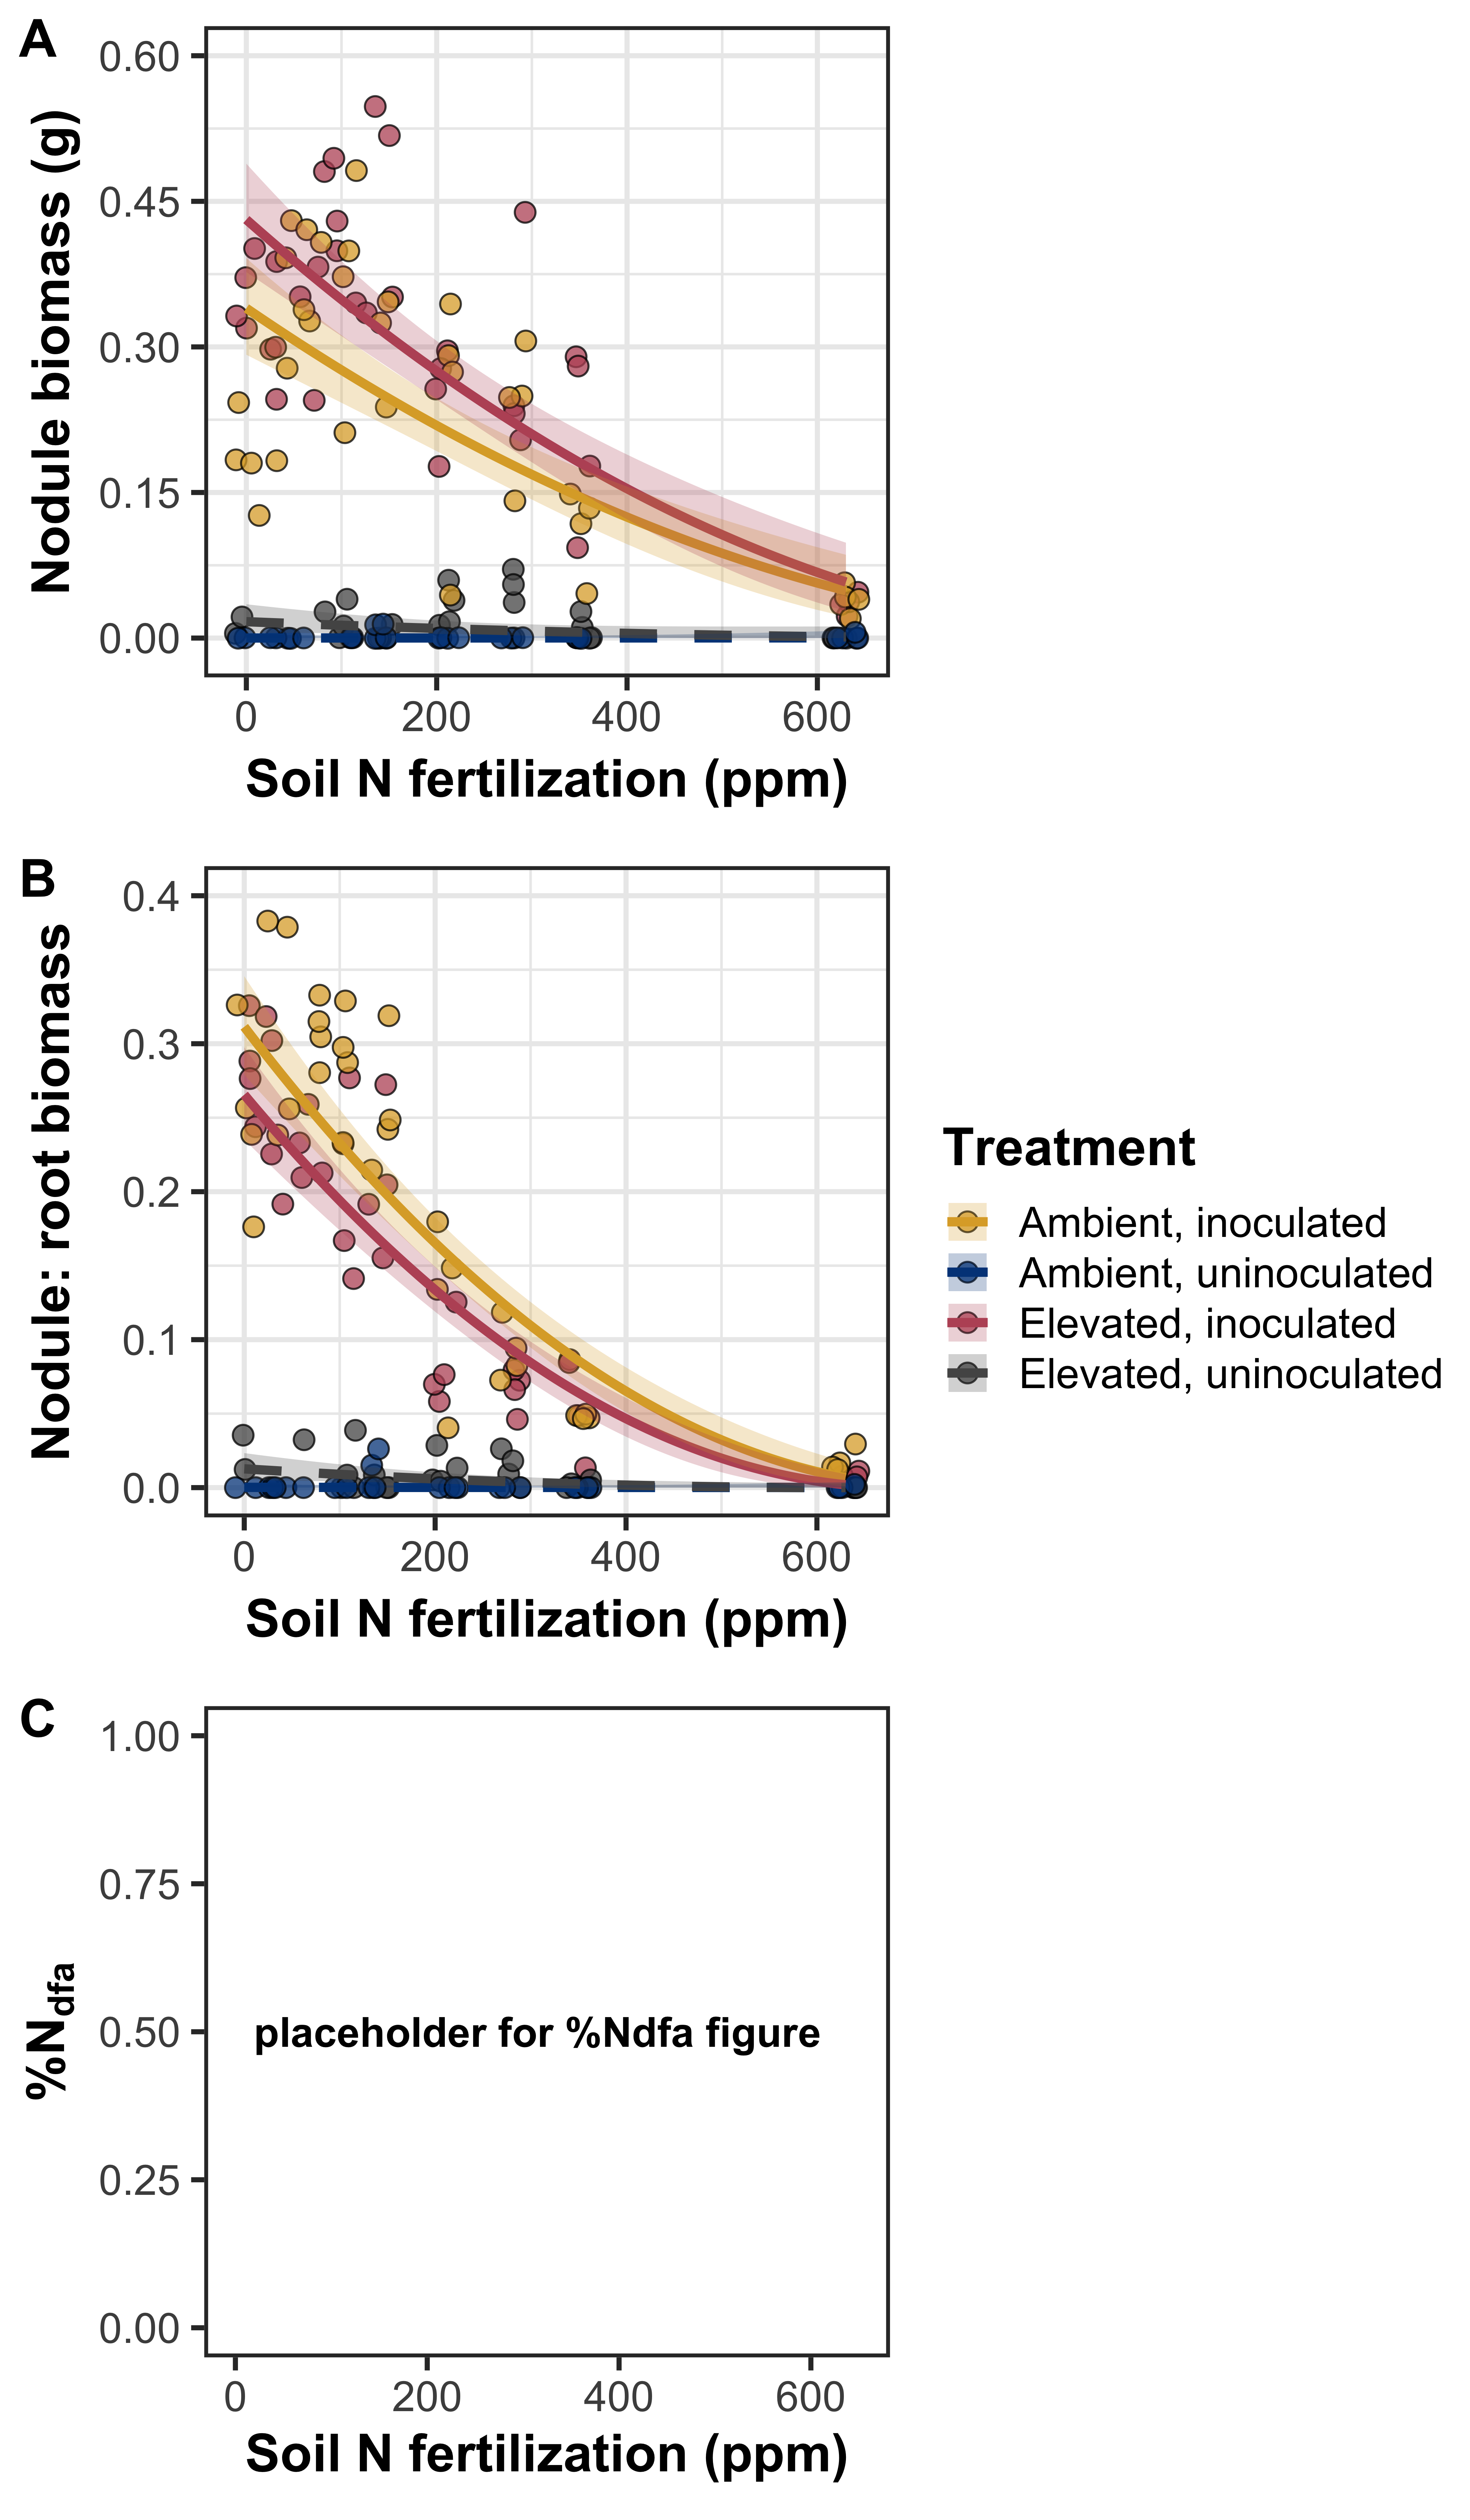 A
Nodule biomass (g)
0.60
0.45
0.30
0.15
0.00
0 200 400 600
Soil N fertilization (ppm)
B
Nodule: root biomass
0.4
0.3
0.2
0.1
0.0
0 200 400 600
Soil N fertilization (ppm)
Treatment
Ambient, inoculated
Ambient, uninoculated
Elevated, inoculated
Elevated, uninoculated
C
%Ndfa
1.00
0.75
0.50
0.25
0.00
placeholder for %Ndfa figure
0 200 400 600
Soil N fertilization (ppm)